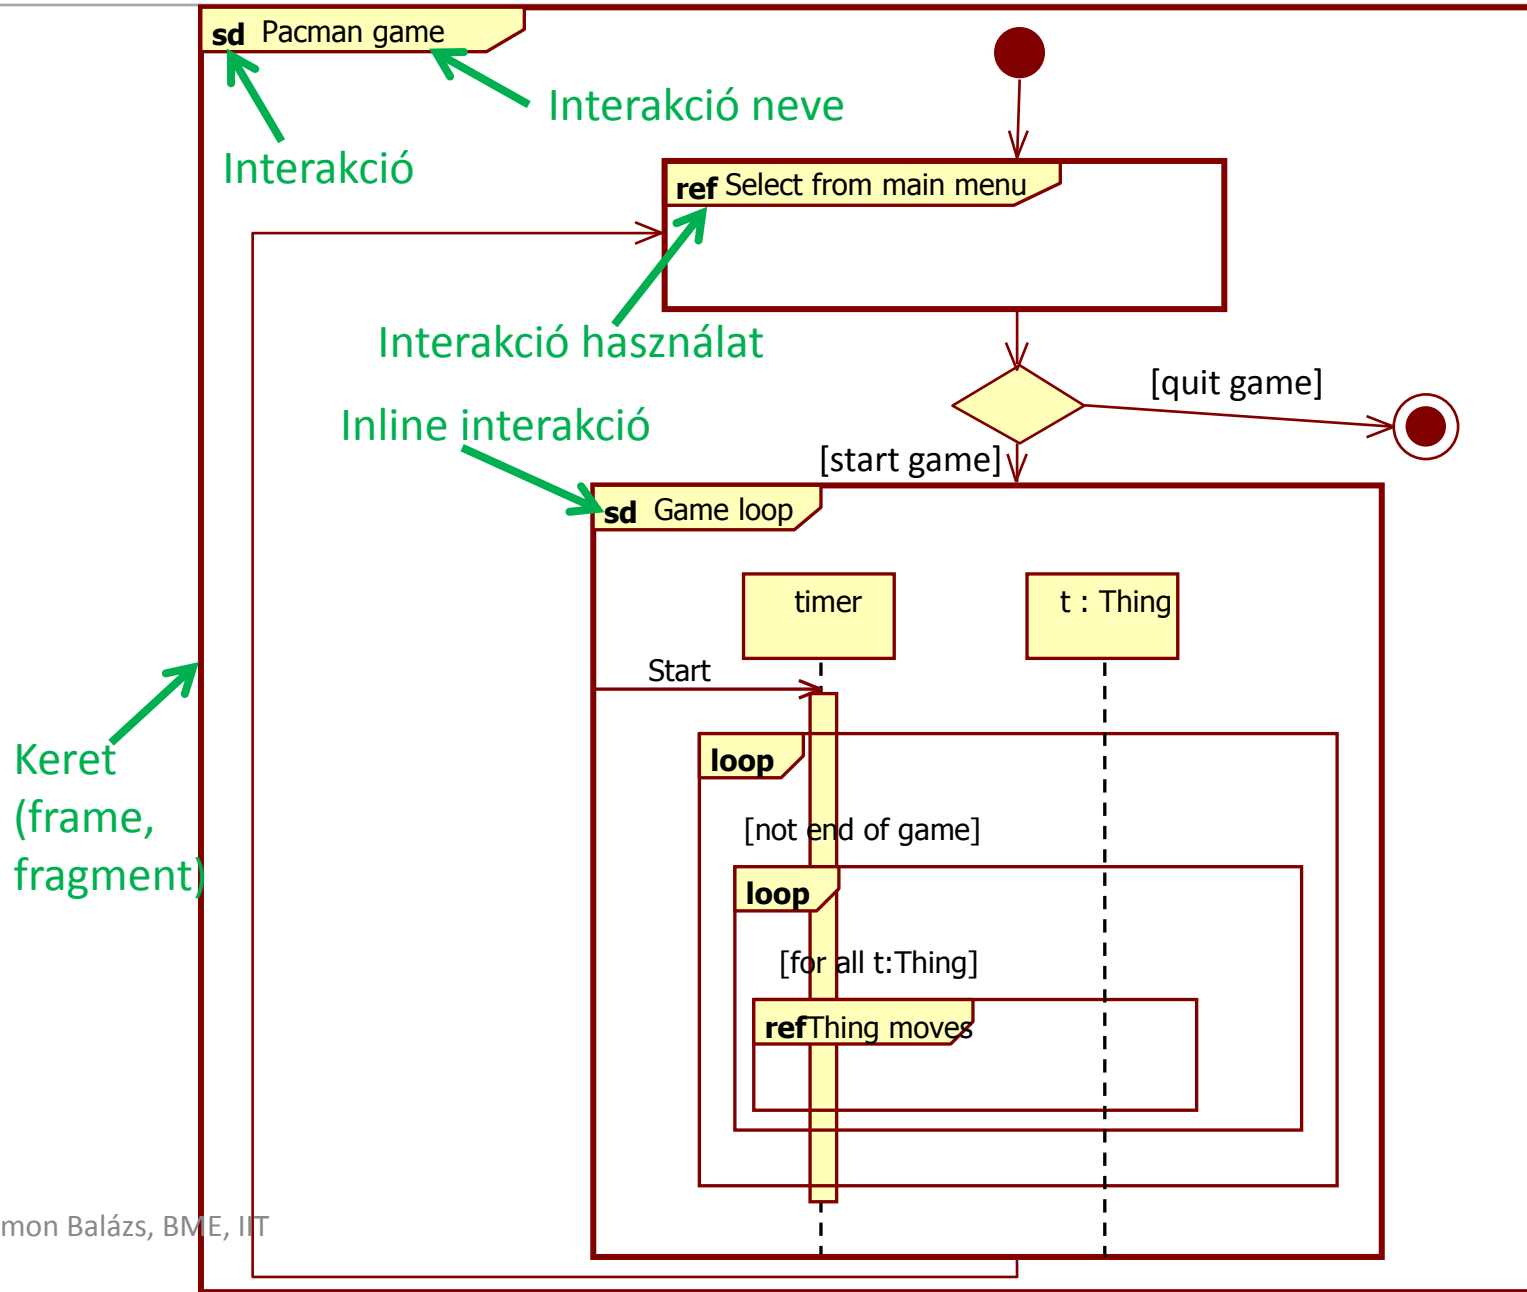 sd Pacman game
Interakció neve
Interakció
ref Select from main menu
Interakció használat
[quit game]
Inline interakció
[start game]
sd Game loop
timer
t : Thing
Start
Keret
(frame,
fragment)
loop
[not end of game]
loop
[for all t:Thing]
refThing moves
mon Balázs, BME, IIT